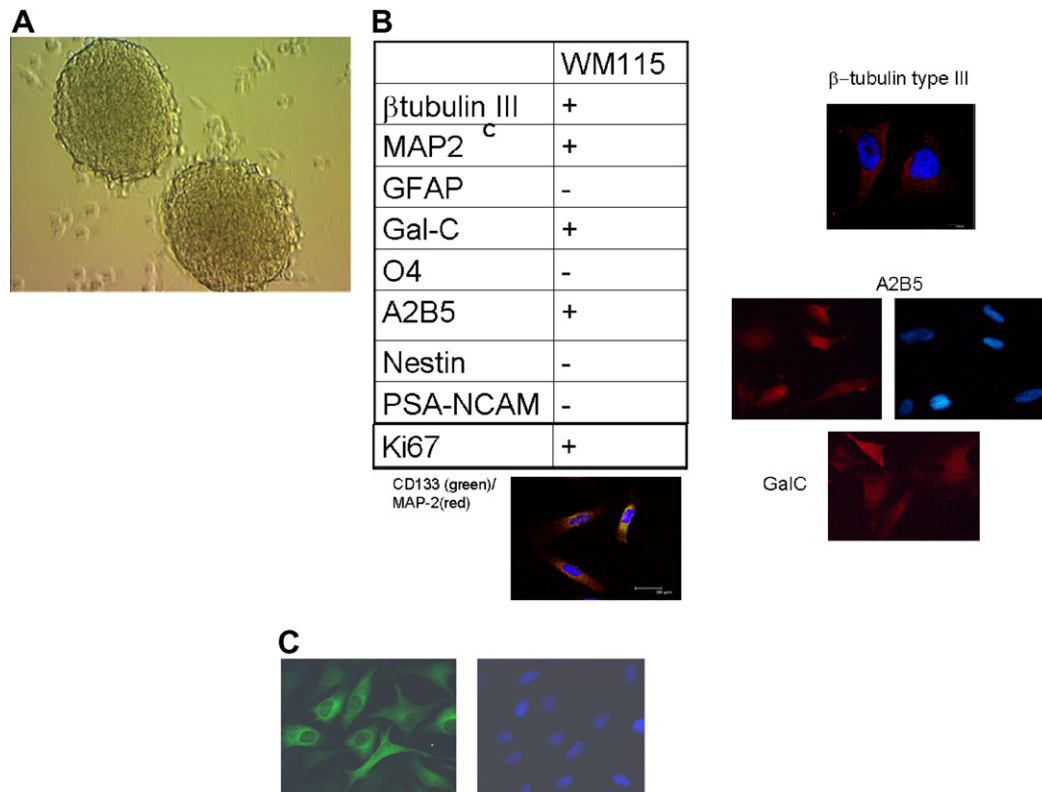 A
B
WM115
βtubulin III +
MAP2 c +
GFAP -
Gal-C +
O4 -
A2B5 +
Nestin -
PSA-NCAM -
Ki67 +
CD133 (green)/
MAP-2(red)
β-tubulin type III
A2B5
GalC
C